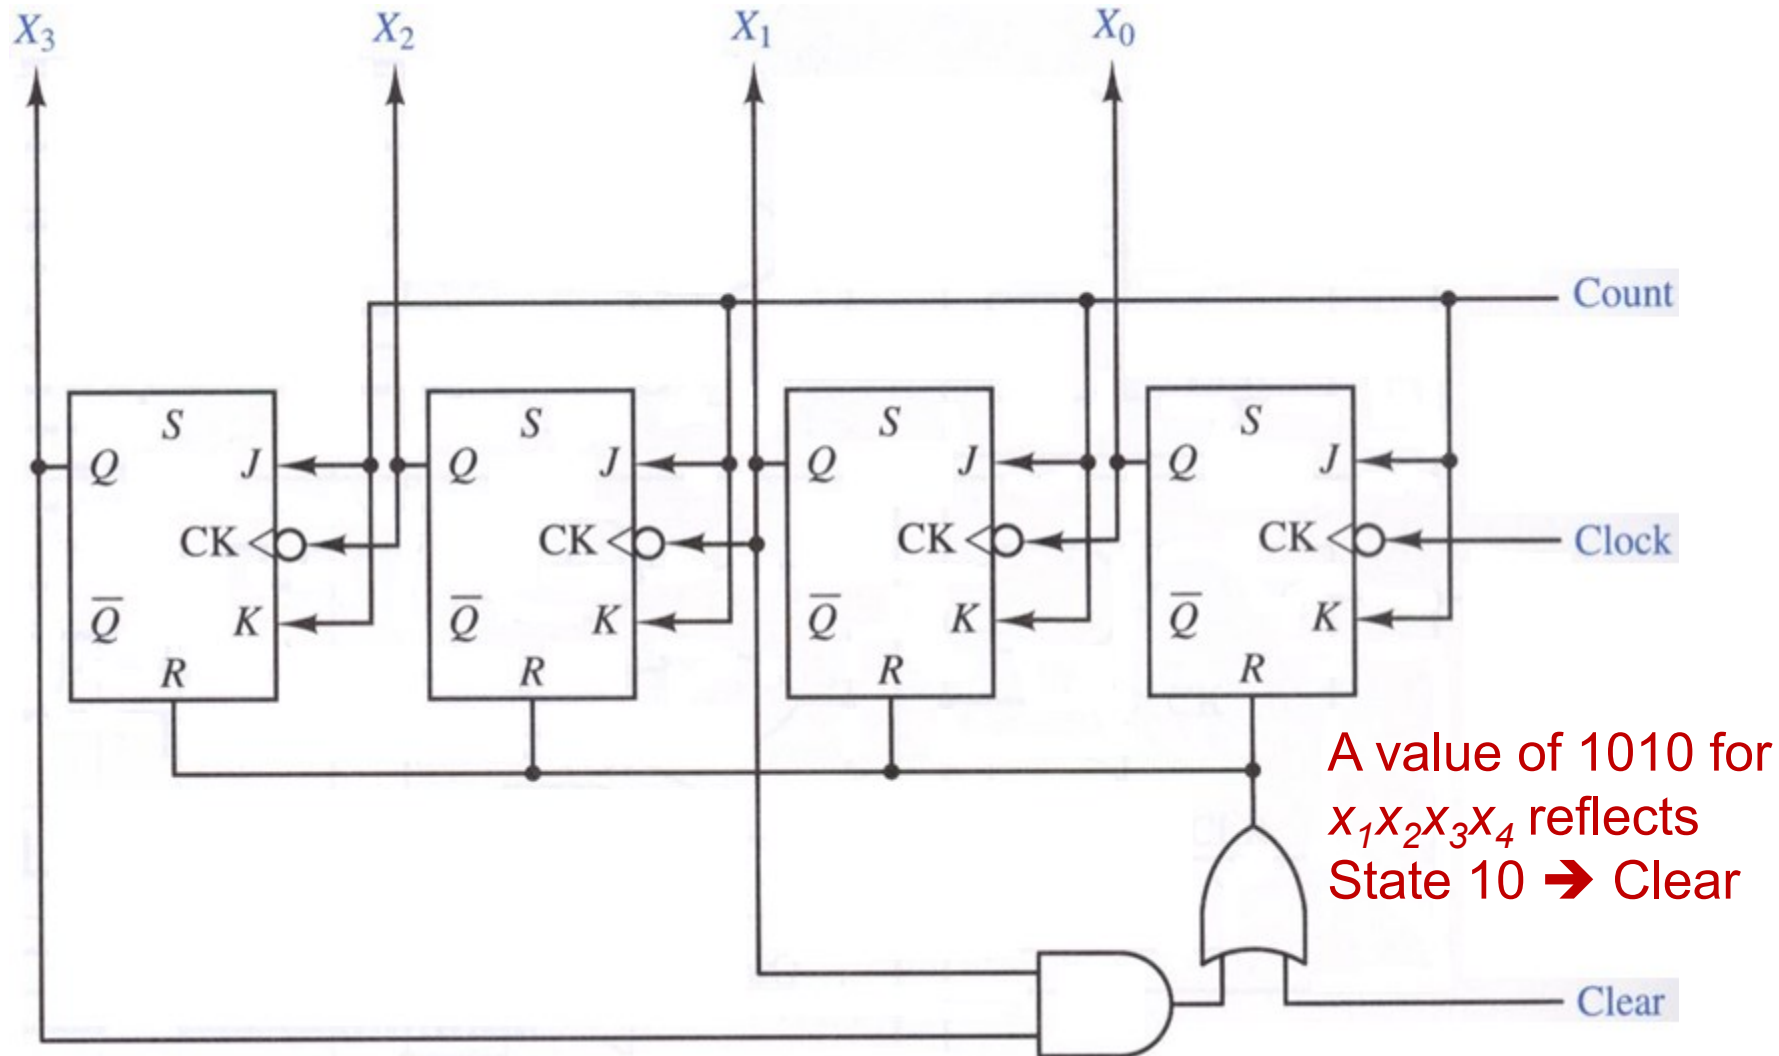 X₃ X₂ X₁ X₀
Count
S S S S
Q J Q J Q J Q J
CK CK CK CK Clock
Q̅ K Q̅ K Q̅ K Q̅ K
R R R R
A value of 1010 for
x₁x₂x₃x₄ reflects
State 10 ➔ Clear
Clear